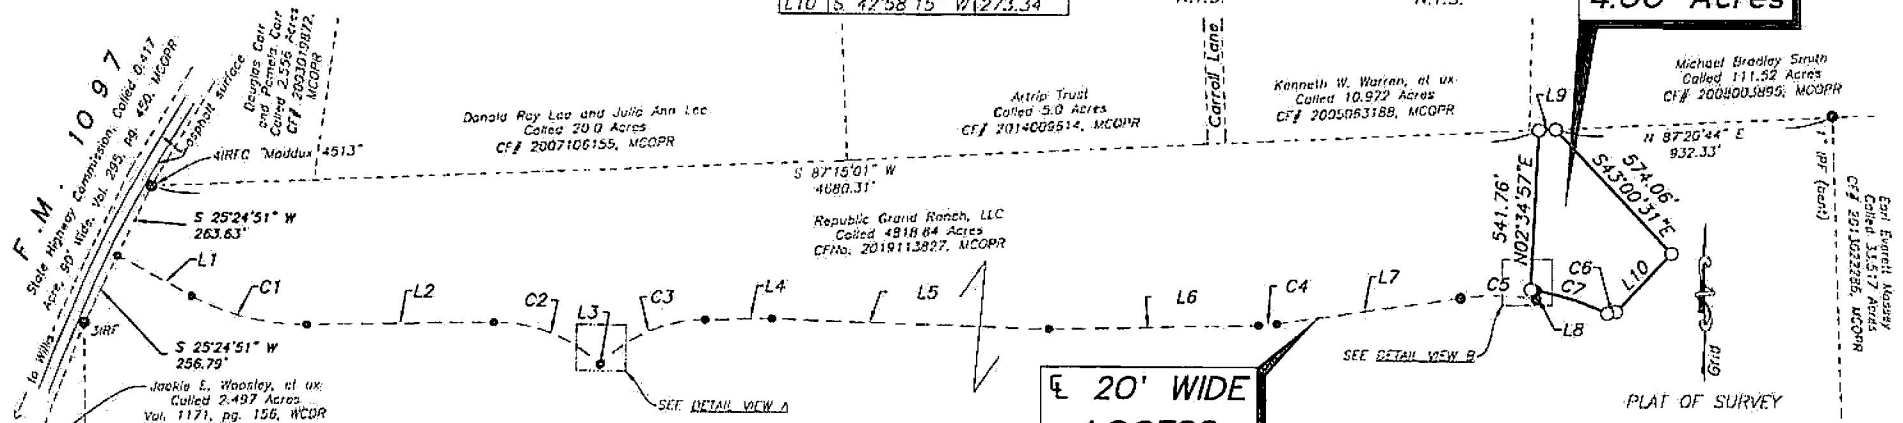 L10 S 42°58'15" W 273.34'
N.T.S.
N.T.S.
4.00 Acres
F. M. 1097
State Highway Commission, Called 0.417
Acre, 90' Wide, Vol. 295, pg. 450, MCOPR
Asphalt Surface
to Willis
Douglas Carr
and Pamela Carr
Called 2.556 Acres
CF# 2003019872,
MCOPR
4IRFC "Maddux 4513"
Donald Ray Lee and Julia Ann Lee
Called 20.0 Acres
CF# 2007106155, MCOPR
Artrip Trust
Called 5.0 Acres
CF# 2014009514, MCOPR
Carroll Lane
Kenneth W. Warren, et ux.
Called 10.972 Acres
CF# 2005053188, MCOPR
Michael Bradley Smith
Called 111.52 Acres
CF# 2008003895, MCOPR
L9
N 87°26'44" E
932.33'
1" IPF (bent)
Earl Everett Massey
Called 33.517 Acres
MCOPR
S 87°15'01" W
4680.31'
S 25°24'51" W
263.63'
Republic Grand Ranch, LLC
Called 4818.64 Acres
CFNo. 2019113827, MCOPR
541.76'
N02°34'57"E
574.06'
S43°00'31"E
L1
C1
L2
C2
L3
C3
L4
L5
L6
C4
L7
C5
C7
C6
L10
L8
Grid
3IRF
S 25°24'51" W
256.79'
SEE DETAIL VIEW B
SEE DETAIL VIEW A
Jackie E. Woosley, et ux.
Called 2.497 Acres
Vol. 1171, pg. 156, WCDR
℄ 20' WIDE
ACCESS
PLAT OF SURVEY